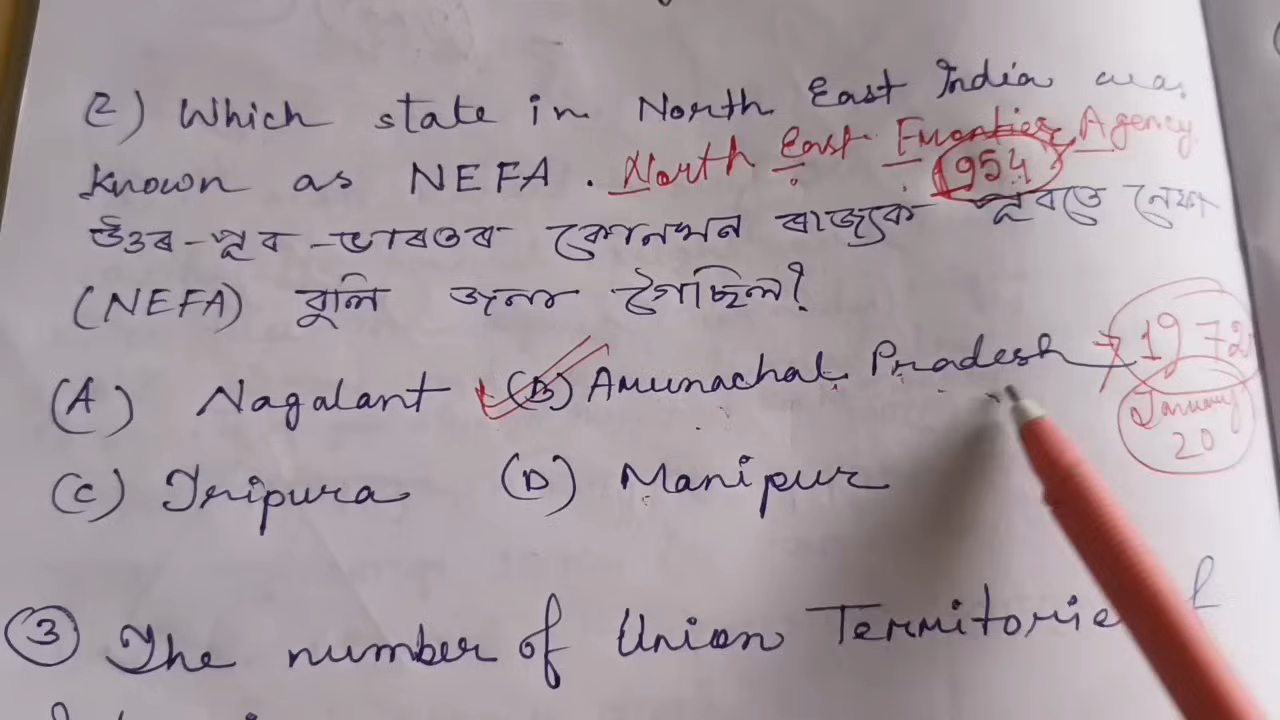 2) Which state in North East India was
known as NEFA. North East Frontier Agency
1954
উত্তৰ-পূব-ভাৰতৰ কোনখন ৰাজ্যক পূৰ্বতে নেফা
(NEFA) বুলি জনা গৈছিল?
(A) Nagalant (B) Arunachal Pradesh → 1972
January
20
(C) Tripura (D) Manipur
③ The number of Union Territorie